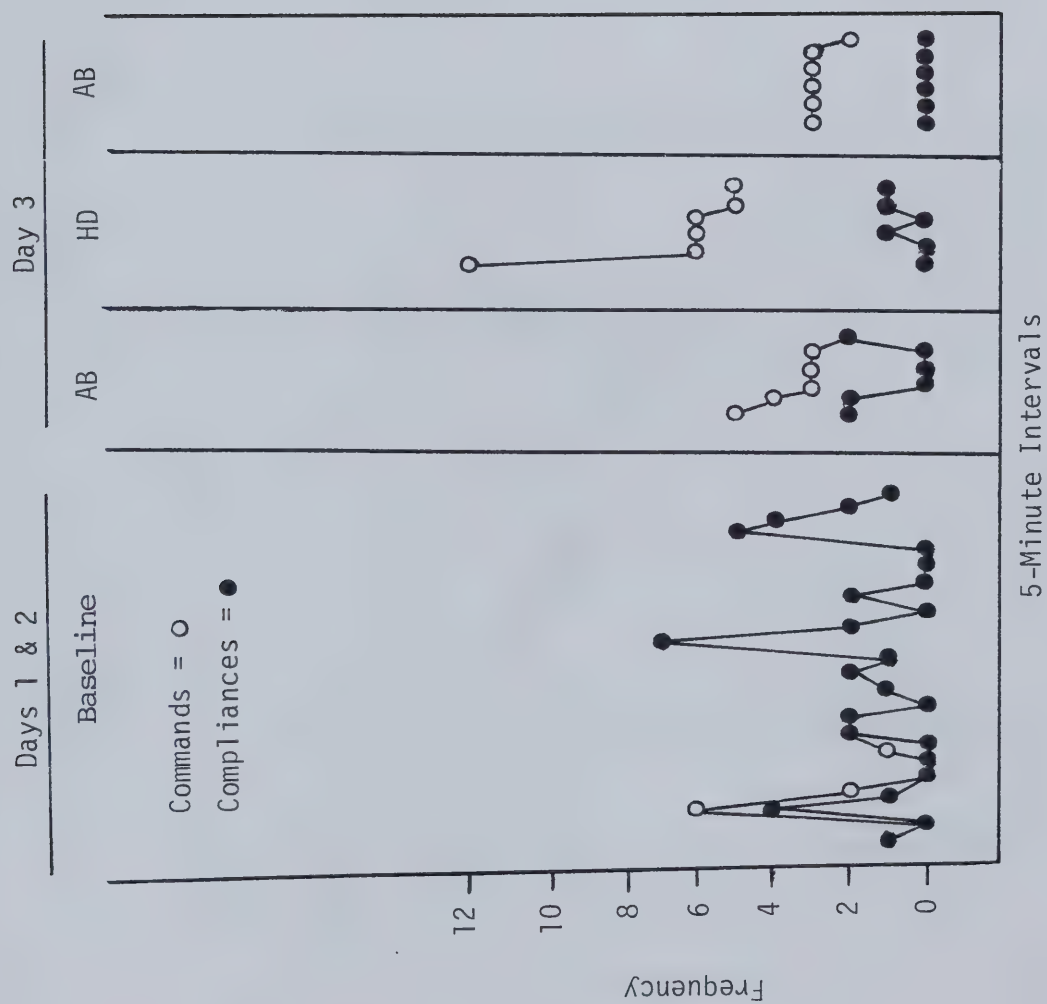 Days 1 & 2
Day 3
Baseline
AB
HD
AB
Commands = O
Compliances = ●
12
10
8
6
4
2
0
Frequency
5-Minute Intervals